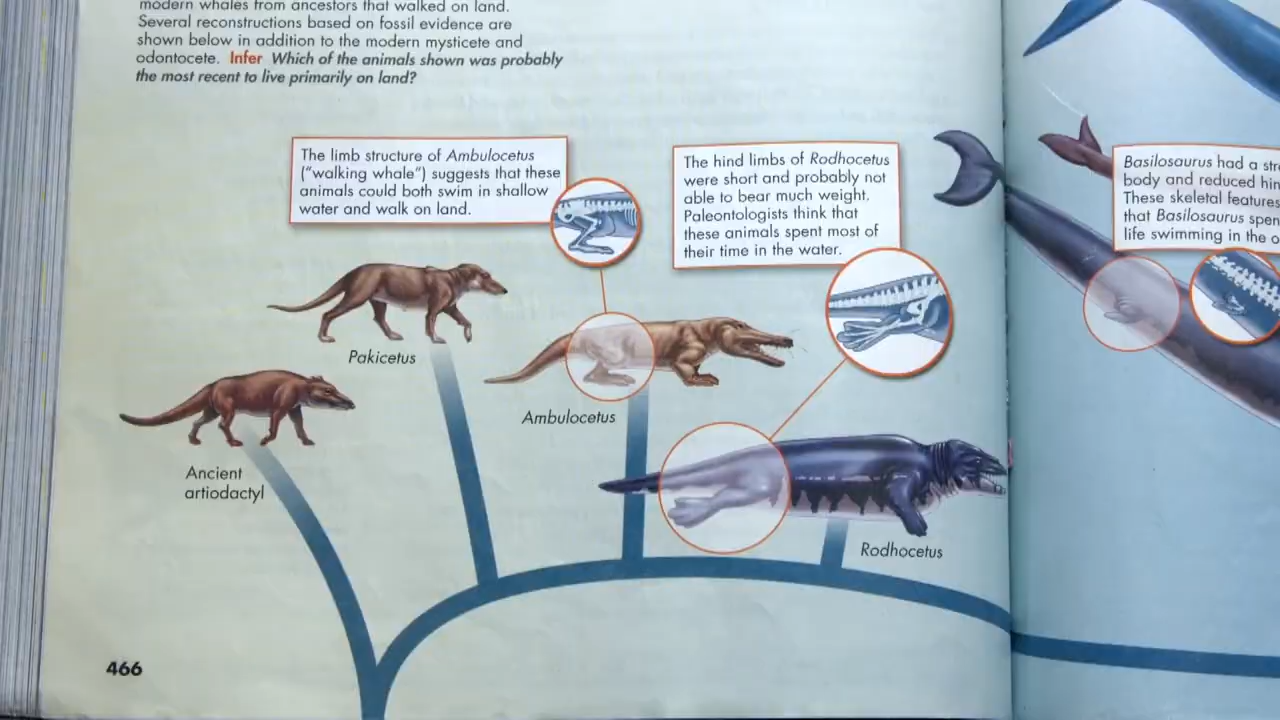 modern whales from ancestors that walked on land.
Several reconstructions based on fossil evidence are
shown below in addition to the modern mysticete and
odontocete. Infer Which of the animals shown was probably
the most recent to live primarily on land?
The limb structure of Ambulocetus
("walking whale") suggests that these
animals could both swim in shallow
water and walk on land.
The hind limbs of Rodhocetus
were short and probably not
able to bear much weight.
Paleontologists think that
these animals spent most of
their time in the water.
Basilosaurus had a
body and reduced
These skeletal features
that Basilosaurus
life swimming in the
Pakicetus
Ambulocetus
Ancient
artiodactyl
Rodhocetus
466